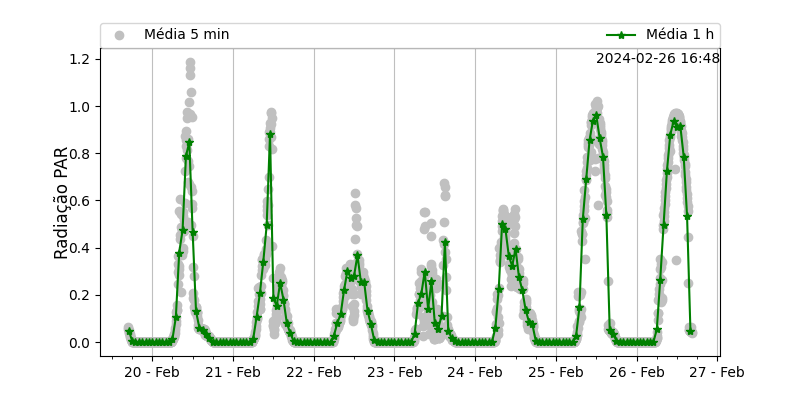 Média 5 min
Média 1 h
2024-02-26 16:48
Radiação PAR
1.2
1.0
0.8
0.6
0.4
0.2
0.0
20 - Feb
21 - Feb
22 - Feb
23 - Feb
24 - Feb
25 - Feb
26 - Feb
27 - Feb